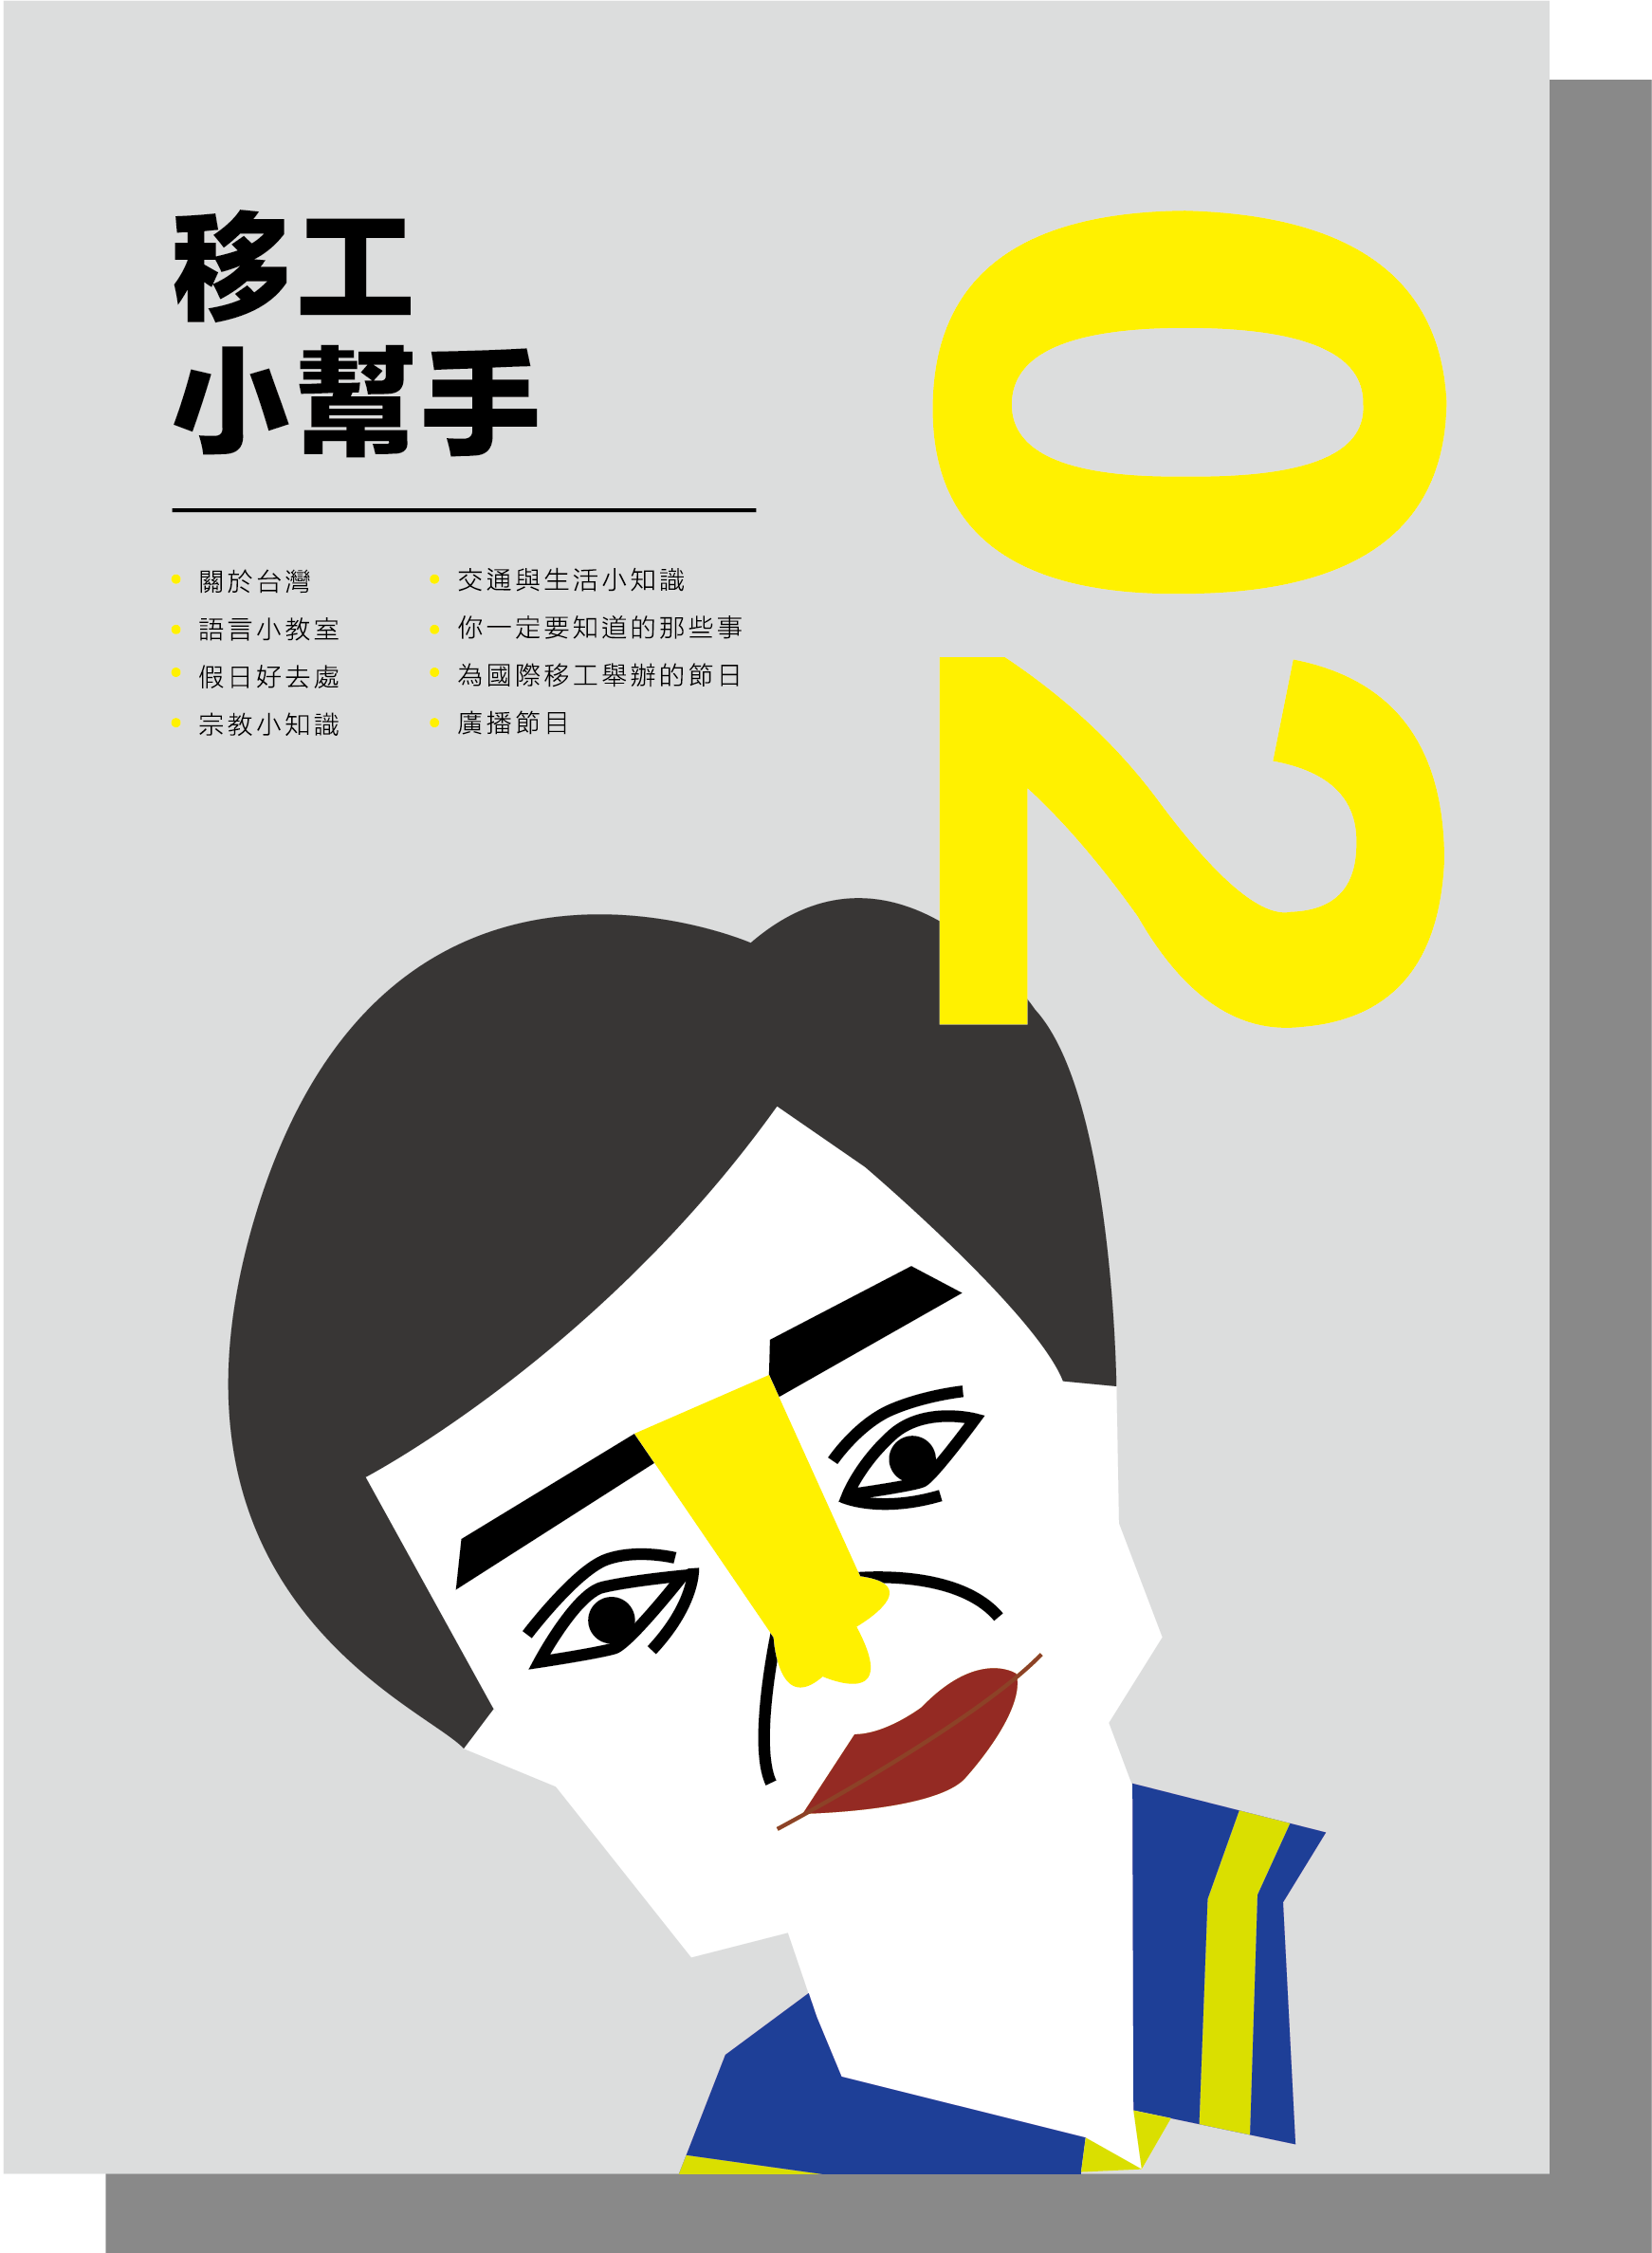 移工
小幫手
關於台灣
語言小教室
假日好去處
宗教小知識
交通與生活小知識
你一定要知道的那些事
為國際移工舉辦的節日
廣播節目
02